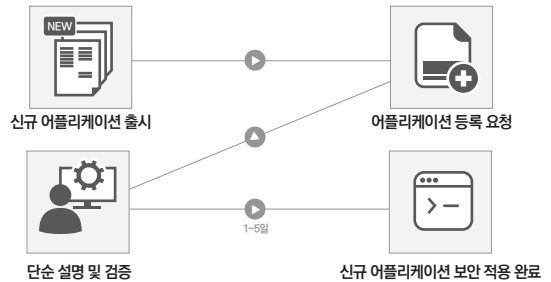 NEW
신규 어플리케이션 출시
어플리케이션 등록 요청
단순 설명 및 검증
1~5일
신규 어플리케이션 보안 적용 완료